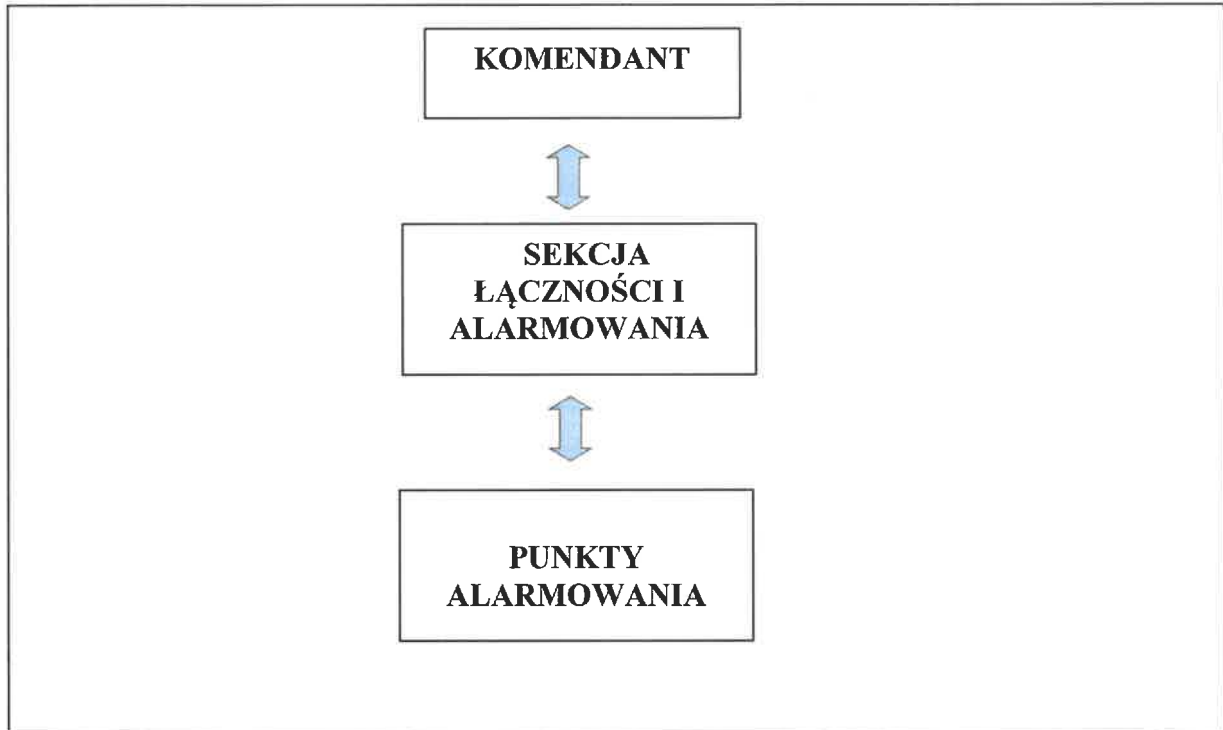 KOMENDANT
SEKCJA
ŁĄCZNOŚCI I
ALARMOWANIA
PUNKTY
ALARMOWANIA